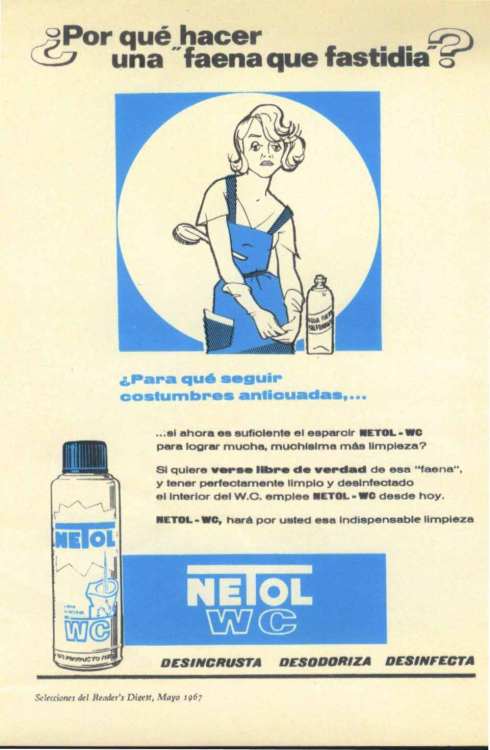 ¿Por qué hacer
una "faena que fastidia"?
¿Para qué seguir
costumbres anticuadas,...
...si ahora es suficiente el esparcir NETOL-WC
para lograr mucha, muchísima más limpieza?
Si quiere verse libre de verdad de esa "faena",
y tener perfectamente limpio y desinfectado
el interior del W.C. emplee NETOL-WC desde hoy.
NETOL-WC, hará por usted esa indispensable limpieza
NETOL
WC
NETOL
WC
DESINCRUSTA DESODORIZA DESINFECTA
Selecciones del Reader's Digest, Mayo 1967